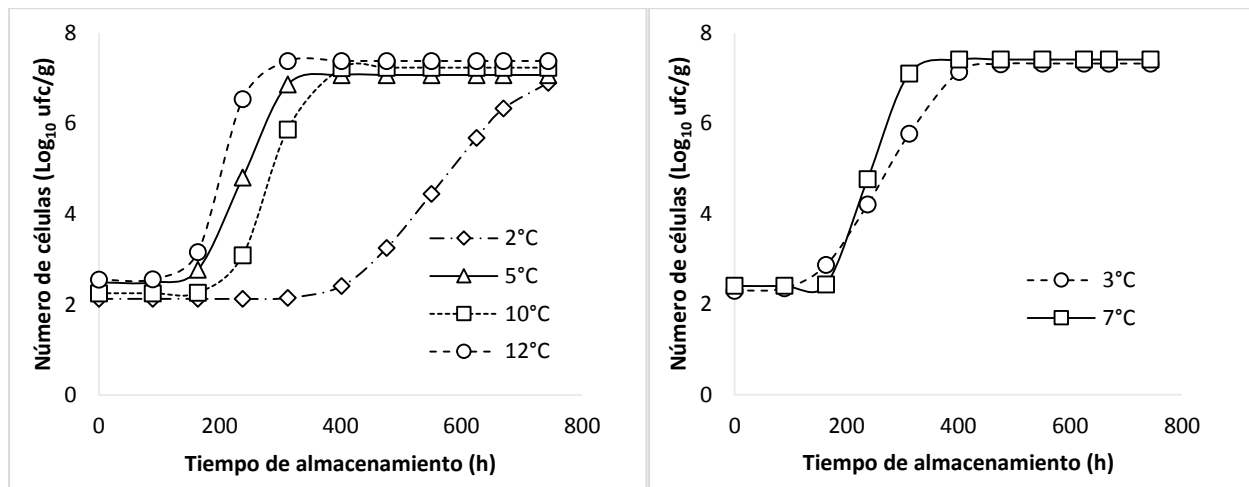 Número de células (Log10 ufc/g)
8
6
4
2
0
0
200
400
600
800
Tiempo de almacenamiento (h)
2°C
5°C
10°C
12°C
Número de células (Log10 ufc/g)
8
6
4
2
0
0
200
400
600
800
Tiempo de almacenamiento (h)
3°C
7°C